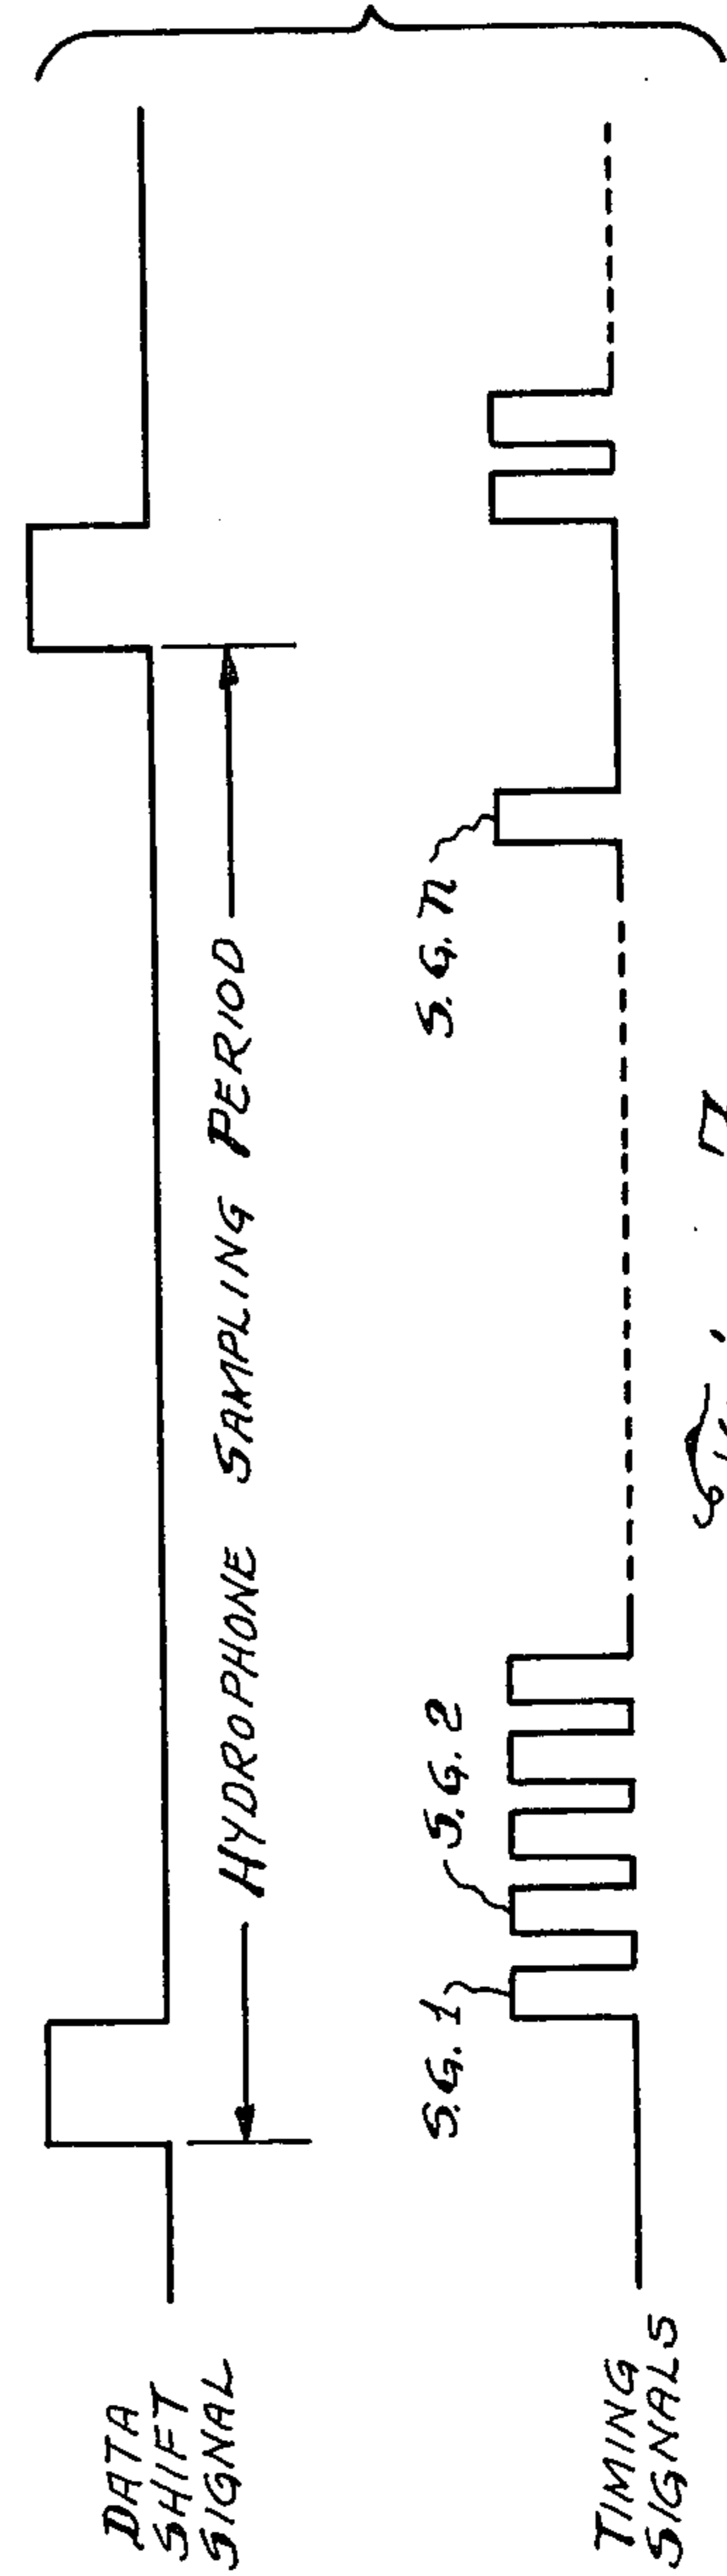 DATA
SHIFT
SIGNAL
HYDROPHONE SAMPLING PERIOD
S.G. 1
S.G. 2
S.G. n
TIMING
SIGNALS